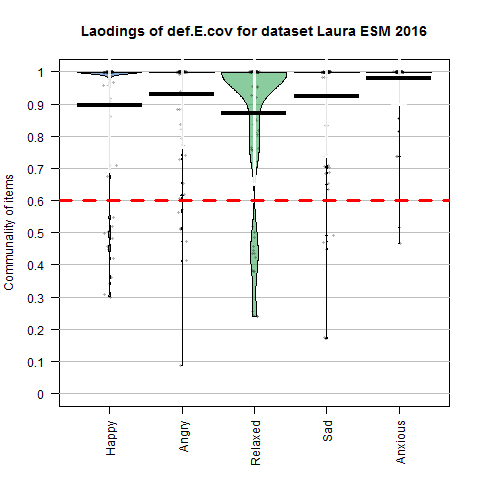 Laodings of def.E.cov for dataset Laura ESM 2016
Communality of items
1
0.9
0.8
0.7
0.6
0.5
0.4
0.3
0.2
0.1
0
Happy
Angry
Relaxed
Sad
Anxious